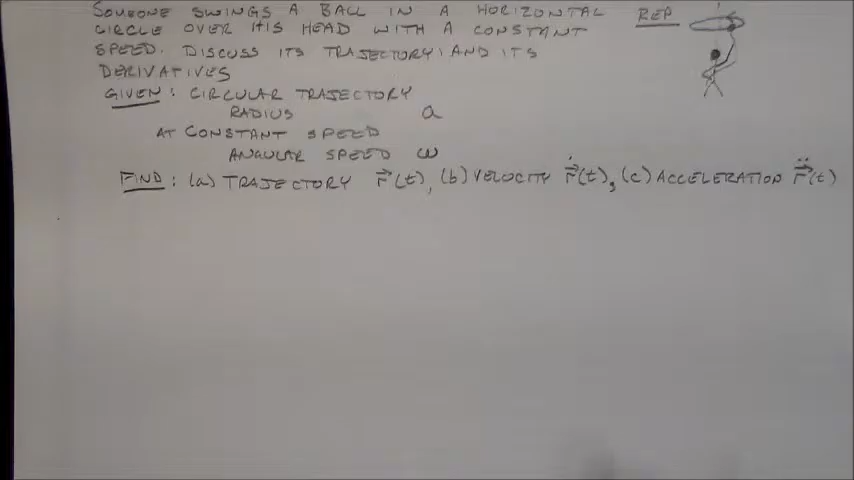 SOMEONE SWINGS A BALL IN A HORIZONTAL REP
CIRCLE OVER HIS HEAD WITH A CONSTANT
SPEED. DISCUSS ITS TRAJECTORY AND ITS
DERIVATIVES
GIVEN: CIRCULAR TRAJECTORY
RADIUS a
AT CONSTANT SPEED
ANGULAR SPEED ω
FIND: (a) TRAJECTORY r⃗(t), (b) VELOCITY ṙ⃗(t), (c) ACCELERATION r̈⃗(t)